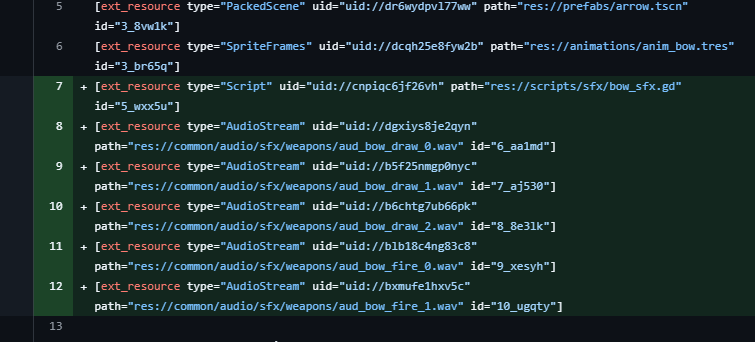 5 [ext_resource type="PackedScene" uid="uid://dr6wydpvl77ww" path="res://prefabs/arrow.tscn"
id="3_8vw1k"]
6 [ext_resource type="SpriteFrames" uid="uid://dcqh25e8fyw2b" path="res://animations/anim_bow.tres"
id="3_br65q"]
7 + [ext_resource type="Script" uid="uid://cnpiqc6jf26vh" path="res://scripts/sfx/bow_sfx.gd"
id="5_wxx5u"]
8 + [ext_resource type="AudioStream" uid="uid://dgxiys8je2qyn"
path="res://common/audio/sfx/weapons/aud_bow_draw_0.wav" id="6_aa1md"]
9 + [ext_resource type="AudioStream" uid="uid://b5f25nmgp0nyc"
path="res://common/audio/sfx/weapons/aud_bow_draw_1.wav" id="7_aj530"]
10 + [ext_resource type="AudioStream" uid="uid://b6chtg7ub66pk"
path="res://common/audio/sfx/weapons/aud_bow_draw_2.wav" id="8_8e3lk"]
11 + [ext_resource type="AudioStream" uid="uid://blb18c4ng83c8"
path="res://common/audio/sfx/weapons/aud_bow_fire_0.wav" id="9_xesyh"]
12 + [ext_resource type="AudioStream" uid="uid://bxmufe1hxv5c"
path="res://common/audio/sfx/weapons/aud_bow_fire_1.wav" id="10_ugqty"]
13